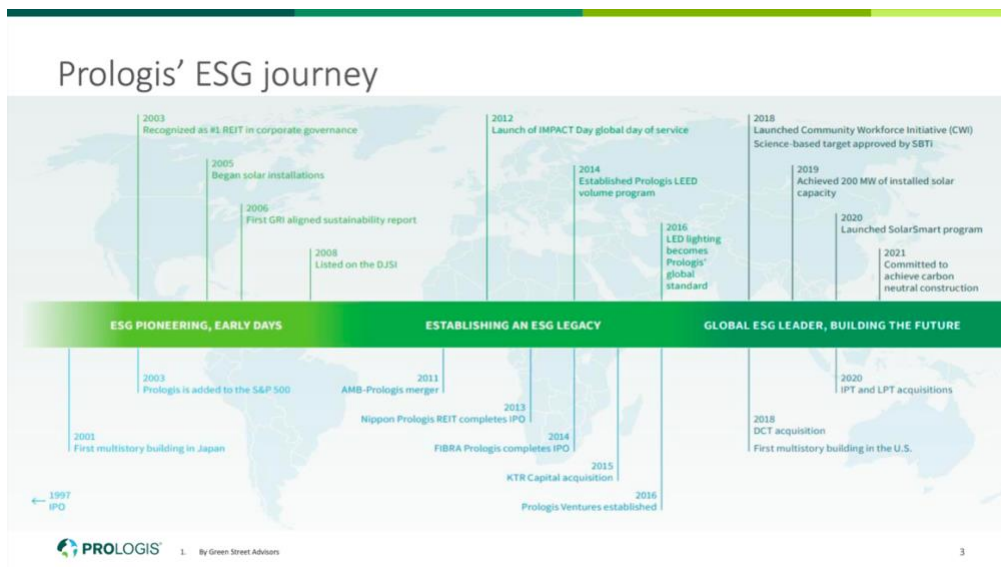 Prologis’ ESG journey
2003
Recognized as #1 REIT in corporate governance
2005
Began solar installations
2006
First GRI aligned sustainability report
2008
Listed on the DJSI
2012
Launch of IMPACT Day global day of service
2014
Established Prologis LEED
volume program
2016
LED lighting
becomes
Prologis'
global
standard
2018
Launched Community Workforce Initiative (CWI)
Science-based target approved by SBTi
2019
Achieved 200 MW of installed solar
capacity
2020
Launched SolarSmart program
2021
Committed to
achieve carbon
neutral construction
ESG PIONEERING, EARLY DAYS
ESTABLISHING AN ESG LEGACY
GLOBAL ESG LEADER, BUILDING THE FUTURE
2003
Prologis is added to the S&P 500
2001
First multistory building in Japan
← 1997
IPO
2011
AMB-Prologis merger
2013
Nippon Prologis REIT completes IPO
2014
FIBRA Prologis completes IPO
2015
KTR Capital acquisition
2016
Prologis Ventures established
2020
IPT and LPT acquisitions
2018
DCT acquisition
First multistory building in the U.S.
PROLOGIS®
1. By Green Street Advisors
3